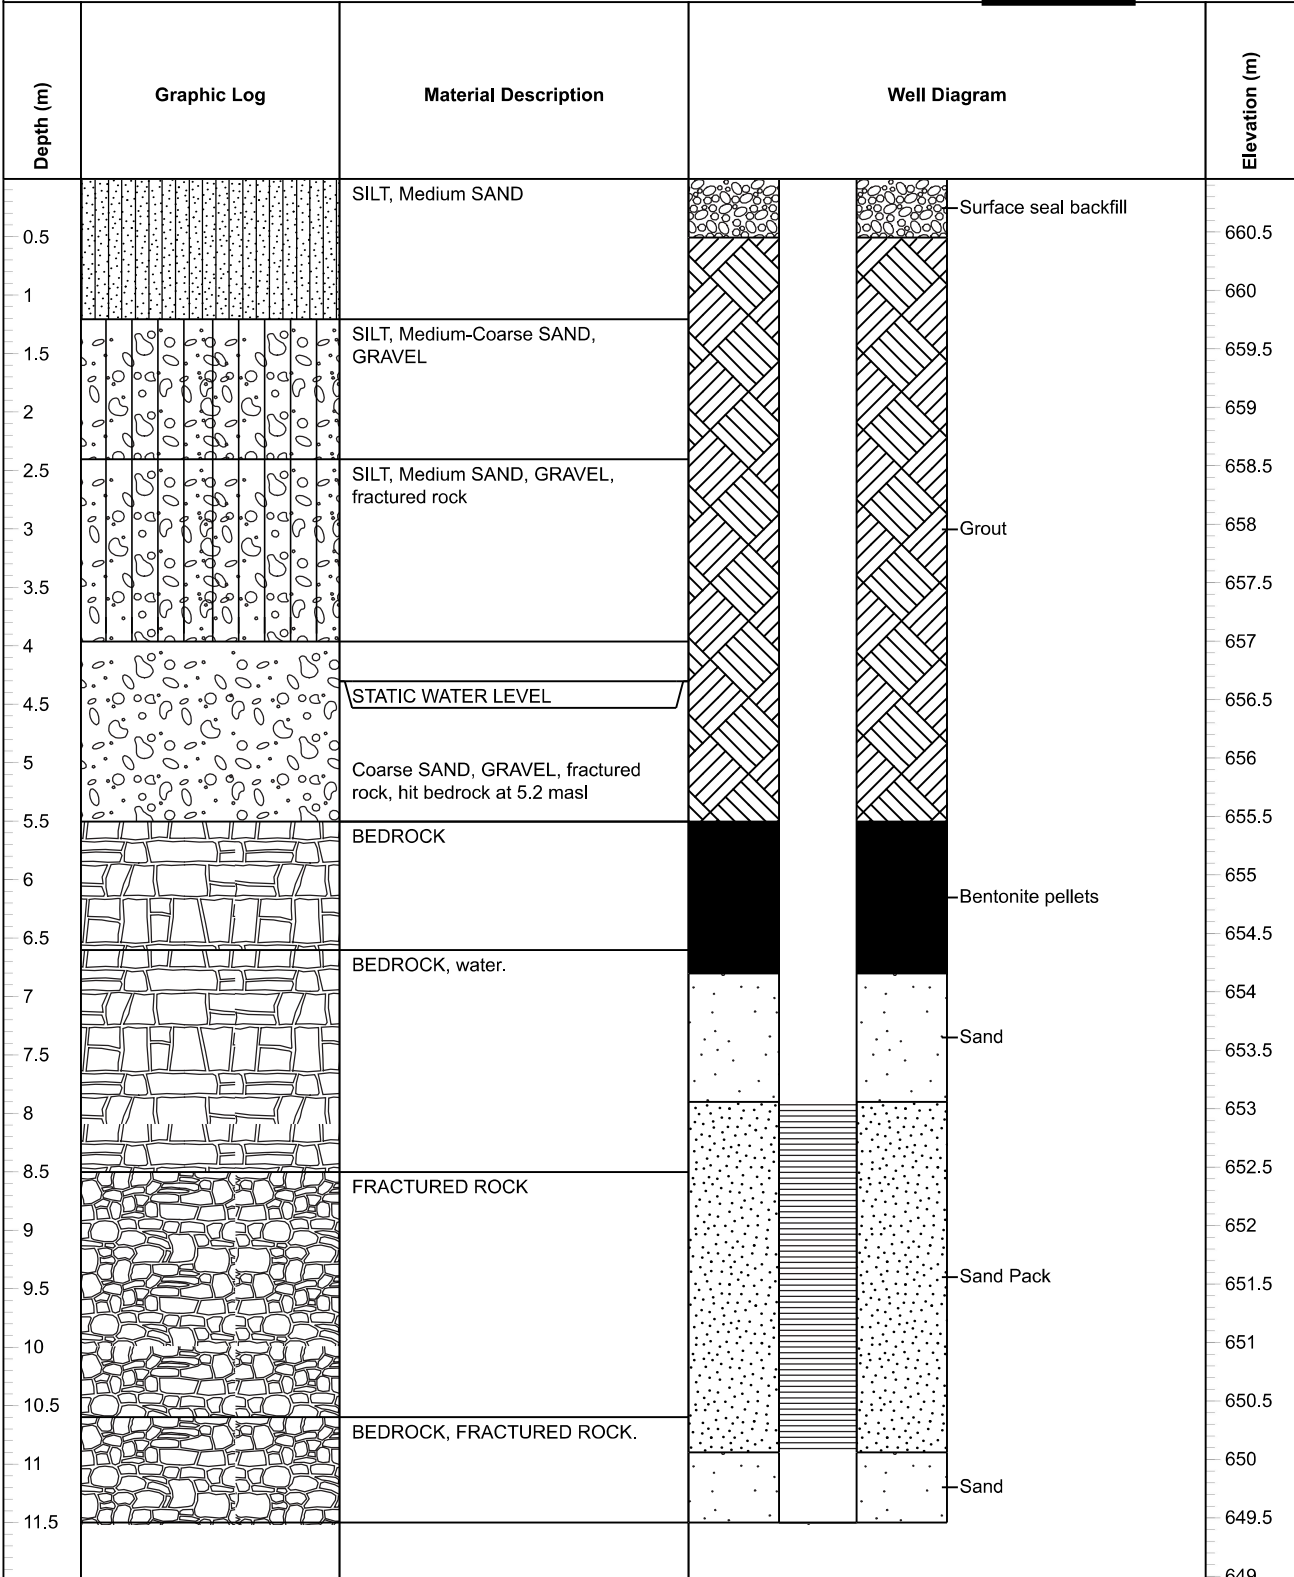 Depth (m)
Graphic Log
Material Description
Well Diagram
Elevation (m)
0.5
1
1.5
2
2.5
3
3.5
4
4.5
5
5.5
6
6.5
7
7.5
8
8.5
9
9.5
10
10.5
11
11.5
SILT, Medium SAND
SILT, Medium-Coarse SAND,
GRAVEL
SILT, Medium SAND, GRAVEL,
fractured rock
STATIC WATER LEVEL
Coarse SAND, GRAVEL, fractured
rock, hit bedrock at 5.2 masl
BEDROCK
BEDROCK, water.
FRACTURED ROCK
BEDROCK, FRACTURED ROCK.
Surface seal backfill
Grout
Bentonite pellets
Sand
Sand Pack
Sand
660.5
660
659.5
659
658.5
658
657.5
657
656.5
656
655.5
655
654.5
654
653.5
653
652.5
652
651.5
651
650.5
650
649.5
649